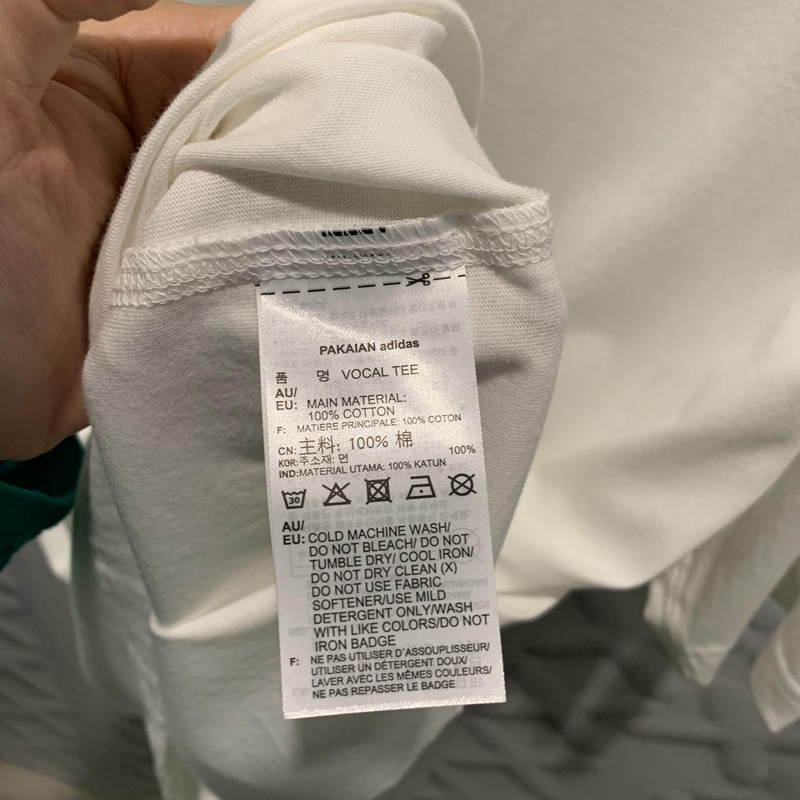 PAKAIAN adidas
품 명 VOCAL TEE
AU/
EU: MAIN MATERIAL:
100% COTTON
F: MATIERE PRINCIPALE: 100% COTON
CN: 主料: 100% 棉
KOR: 주소재: 면 100%
IND: MATERIAL UTAMA: 100% KATUN
30
AU/
EU: COLD MACHINE WASH/
DO NOT BLEACH/ DO NOT
TUMBLE DRY/ COOL IRON/
DO NOT DRY CLEAN (X)
DO NOT USE FABRIC
SOFTENER/USE MILD
DETERGENT ONLY/WASH
WITH LIKE COLORS/DO NOT
IRON BADGE
F: NE PAS UTILISER D'ASSOUPLISSEUR/
UTILISER UN DÉTERGENT DOUX/
LAVER AVEC LES MÊMES COULEURS/
NE PAS REPASSER LE BADGE